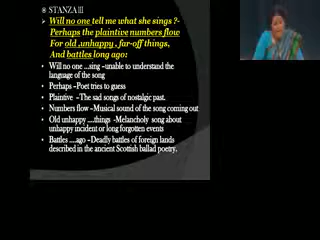 STANZA III
Will no one tell me what she sings ?-
Perhaps the plaintive numbers flow
For old ,unhappy , far-off things,
And battles long ago:
Will no one ...sing –unable to understand the
language of the song
Perhaps –Poet tries to guess
Plaintive –The sad songs of nostalgic past.
Numbers flow –Musical sound of the song coming out
Old unhappy ....things –Melancholy song about
unhappy incident or long forgotten events
Battles ....ago –Deadly battles of foreign lands
described in the ancient Scottish ballad poetry.